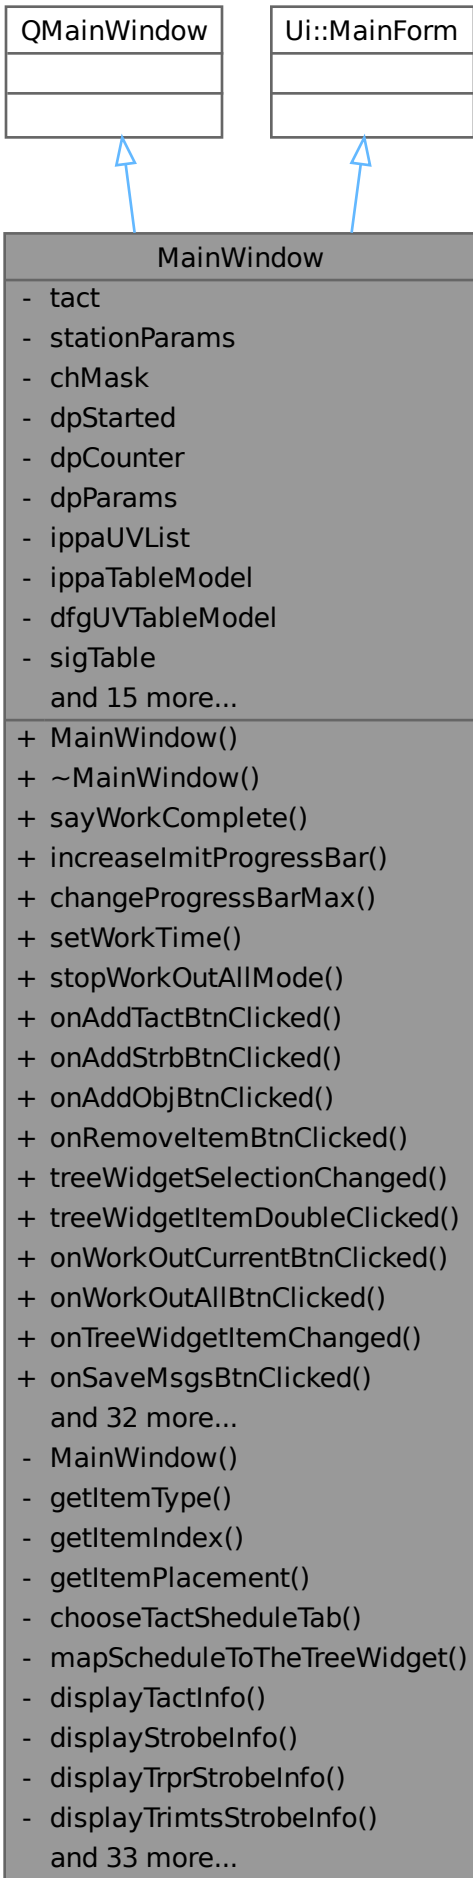 QMainWindow
Ui::MainForm
MainWindow
- tact
- stationParams
- chMask
- dpStarted
- dpCounter
- dpParams
- ippaUVList
- ippaTableModel
- dfgUVTableModel
- sigTable
and 15 more...
+ MainWindow()
+ ~MainWindow()
+ sayWorkComplete()
+ increaseImitProgressBar()
+ changeProgressBarMax()
+ setWorkTime()
+ stopWorkOutAllMode()
+ onAddTactBtnClicked()
+ onAddStrbBtnClicked()
+ onAddObjBtnClicked()
+ onRemoveItemBtnClicked()
+ treeWidgetSelectionChanged()
+ treeWidgetItemDoubleClicked()
+ onWorkOutCurrentBtnClicked()
+ onWorkOutAllBtnClicked()
+ onTreeWidgetItemChanged()
+ onSaveMsgsBtnClicked()
and 32 more...
- MainWindow()
- getItemType()
- getItemIndex()
- getItemPlacement()
- chooseTactSheduleTab()
- mapScheduleToTheTreeWidget()
- displayTactInfo()
- displayStrobeInfo()
- displayTrprStrobeInfo()
- displayTrimtsStrobeInfo()
and 33 more...